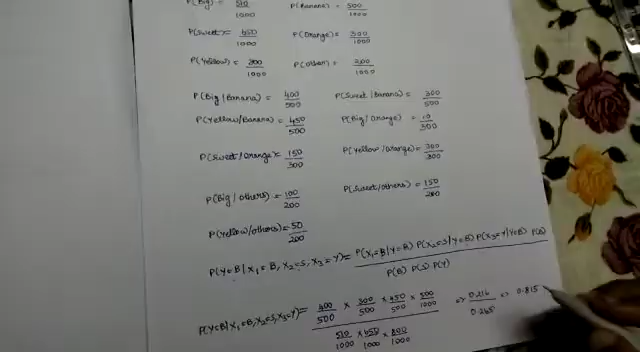 P(Big) = 510/1000 P(Banana) = 500/1000
P(Sweet) = 650/1000 P(Orange) = 300/1000
P(Yellow) = 800/1000 P(other) = 200/1000
P(Big / Banana) = 400/500 P(Sweet / Banana) = 300/500
P(Yellow/Banana) = 450/500 P(Big / Orange) = 10/300
P(Sweet / Orange) = 150/300 P(Yellow / Orange) = 300/300
P(Big / others) = 100/200 P(Sweet/others) = 150/200
P(Yellow/others) = 50/200
P(Y=B | X₁ = B, X₂ = S, X₃ = Y) = P(X₁=B | Y=B) P(X₂=S | Y=B) P(X₃=Y | Y=B) P(B) / P(B) P(S) P(Y)
P(Y=B | X₁=B, X₂=S, X₃=Y) = 400/500 × 300/500 × 450/500 × 500/1000 / 510/1000 × 650/1000 × 800/1000 => 0.216/0.265 => 0.815